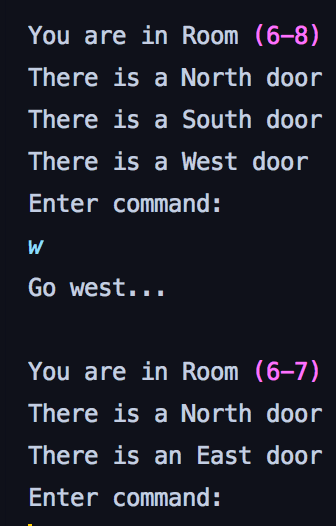 You are in Room (6-8)
There is a North door
There is a South door
There is a West door
Enter command:
w
Go west...
You are in Room (6-7)
There is a North door
There is an East door
Enter command: